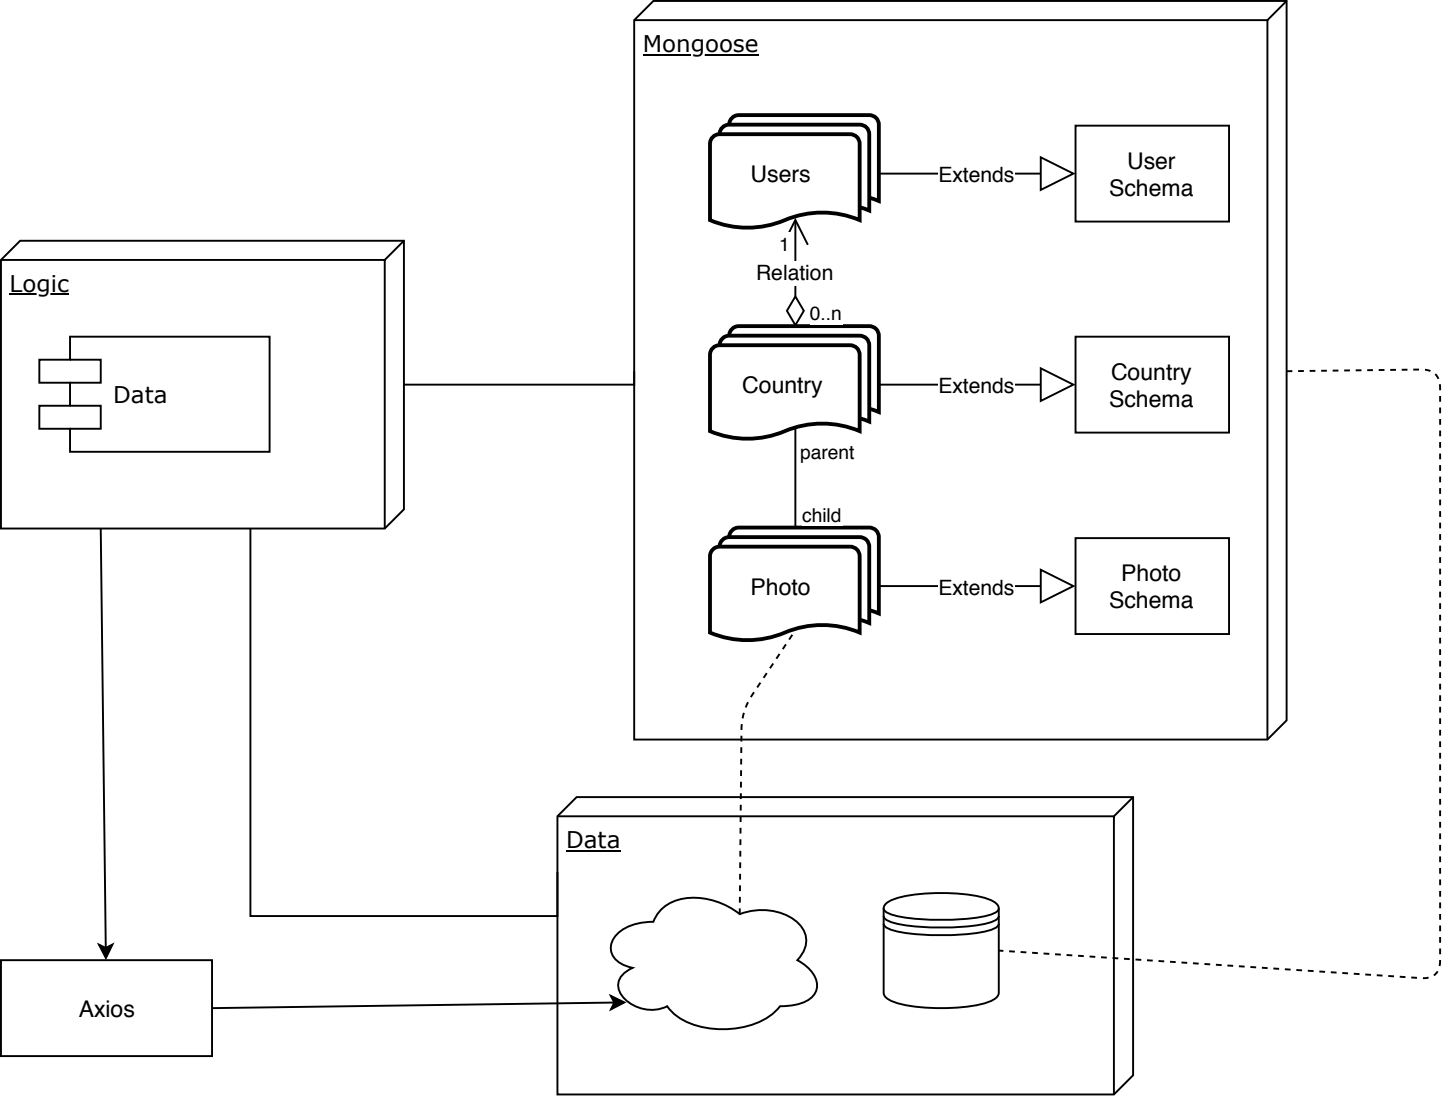 Mongoose
Users
Extends
User
Schema
1
Relation
0..n
Logic
Data
Country
Extends
Country
Schema
parent
child
Photo
Extends
Photo
Schema
Data
Axios